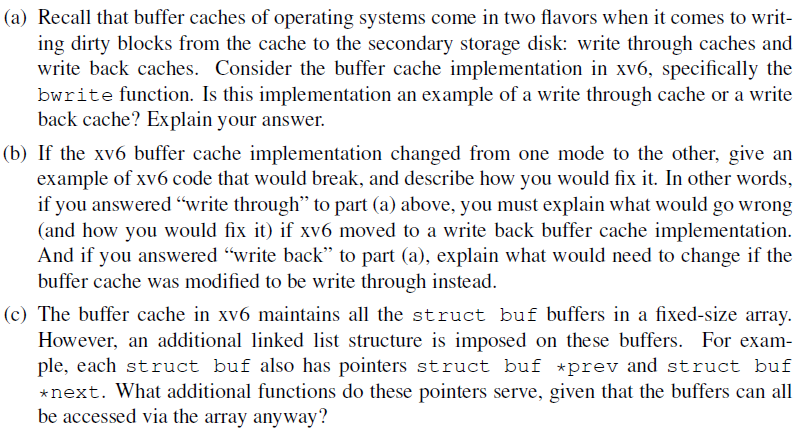 (a) Recall that buffer caches of operating systems come in two flavors when it comes to writ-
ing dirty blocks from the cache to the secondary storage disk: write through caches and
write back caches. Consider the buffer cache implementation in xv6, specifically the
bwrite function. Is this implementation an example of a write through cache or a write
back cache? Explain your answer.
(b) If the xv6 buffer cache implementation changed from one mode to the other, give an
example of xv6 code that would break, and describe how you would fix it. In other words,
if you answered “write through” to part (a) above, you must explain what would go wrong
(and how you would fix it) if xv6 moved to a write back buffer cache implementation.
And if you answered “write back” to part (a), explain what would need to change if the
buffer cache was modified to be write through instead.
(c) The buffer cache in xv6 maintains all the struct buf buffers in a fixed-size array.
However, an additional linked list structure is imposed on these buffers. For exam-
ple, each struct buf also has pointers struct buf *prev and struct buf
*next. What additional functions do these pointers serve, given that the buffers can all
be accessed via the array anyway?